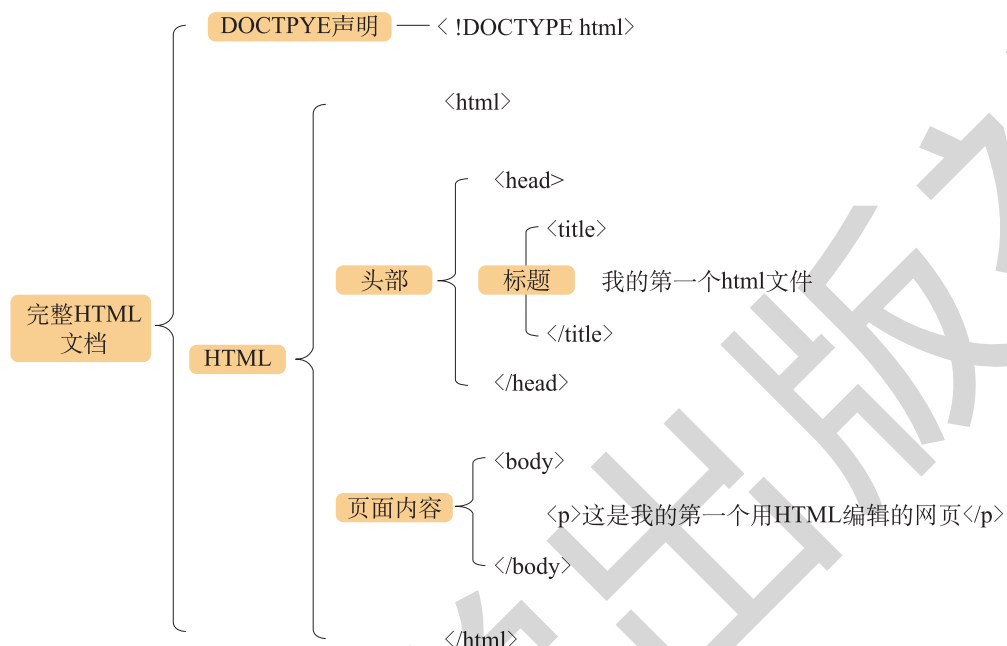 DOCTPYE声明
< !DOCTYPE html>
<html>
<head>
<title>
头部
标题
我的第一个html文件
完整HTML
文档
</title>
HTML
</head>
<body>
页面内容
<p>这是我的第一个用HTML编辑的网页</p>
</body>
</html>
出版